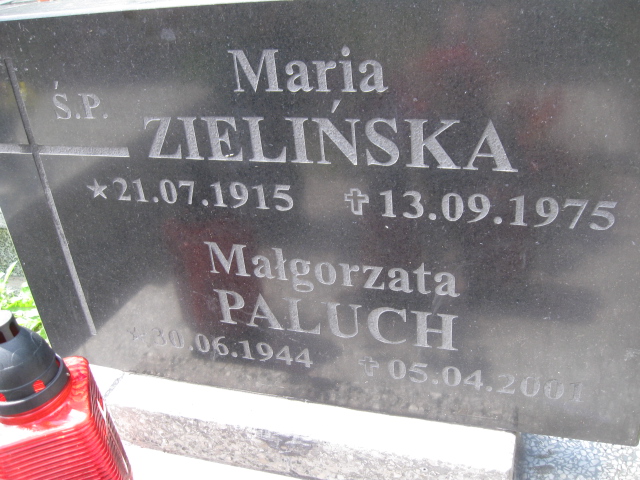 Maria
Ś.P.
ZIELIŃSKA
★21.07.1915 ✞13.09.1975
Małgorzata
PALUCH
★30.06.1944 ✞05.04.2001